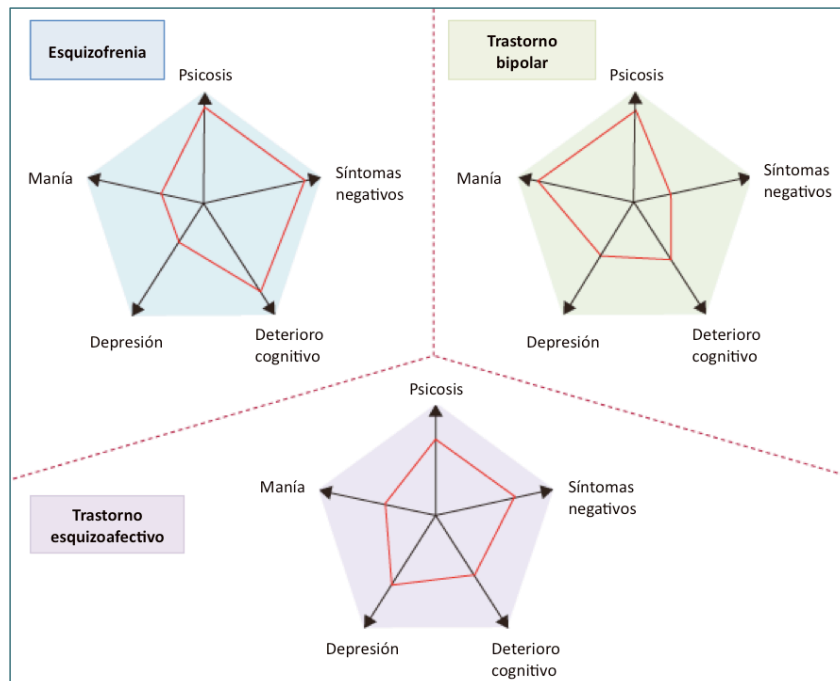 Esquizofrenia
Psicosis
Manía
Síntomas
negativos
Depresión
Deterioro
cognitivo
Trastorno
bipolar
Psicosis
Manía
Síntomas
negativos
Depresión
Deterioro
cognitivo
Trastorno
esquizoafectivo
Psicosis
Manía
Síntomas
negativos
Depresión
Deterioro
cognitivo